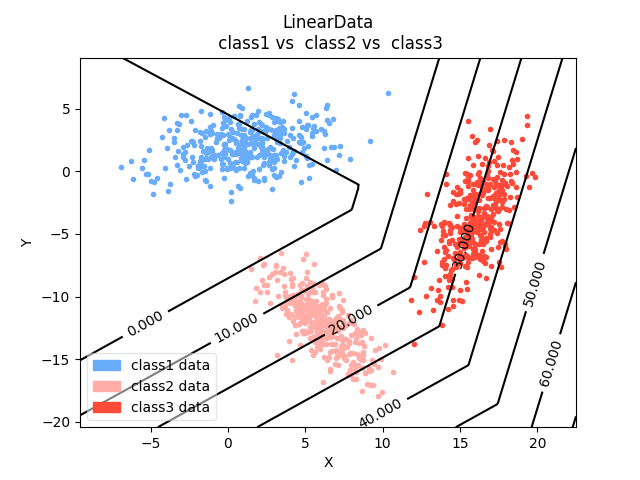 LinearData
class1 vs  class2 vs  class3
Y
5
0
−5
−10
−15
−20
0.000
10.000
20.000
30.000
40.000
50.000
60.000
class1 data
class2 data
class3 data
−5
0
5
10
15
20
X